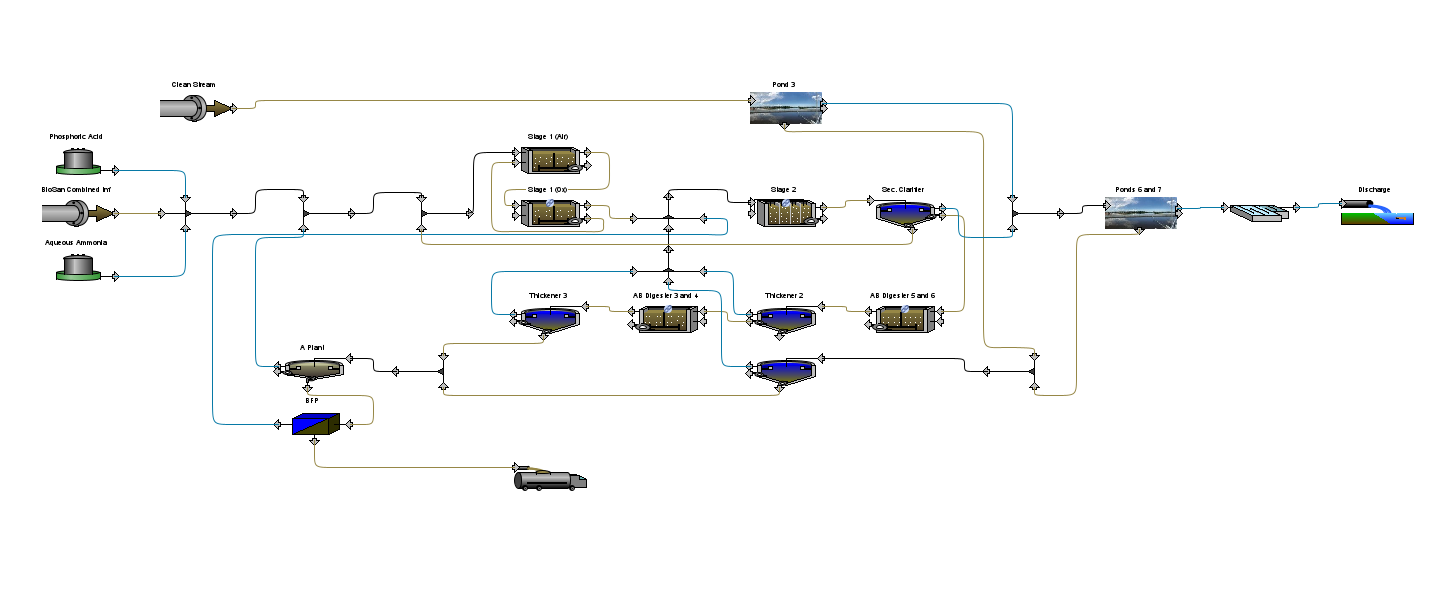 Clean Stream
Pond 3
Phosphoric Acid
Stage 1 (Air)
BioSan Combined Inf
Stage 1 (Ox)
Stage 2
Sec. Clarifier
Ponds 6 and 7
Discharge
Aqueous Ammonia
Thickener 3
AB Digester 3 and 4
Thickener 2
AB Digester 5 and 6
A Plant
BFP